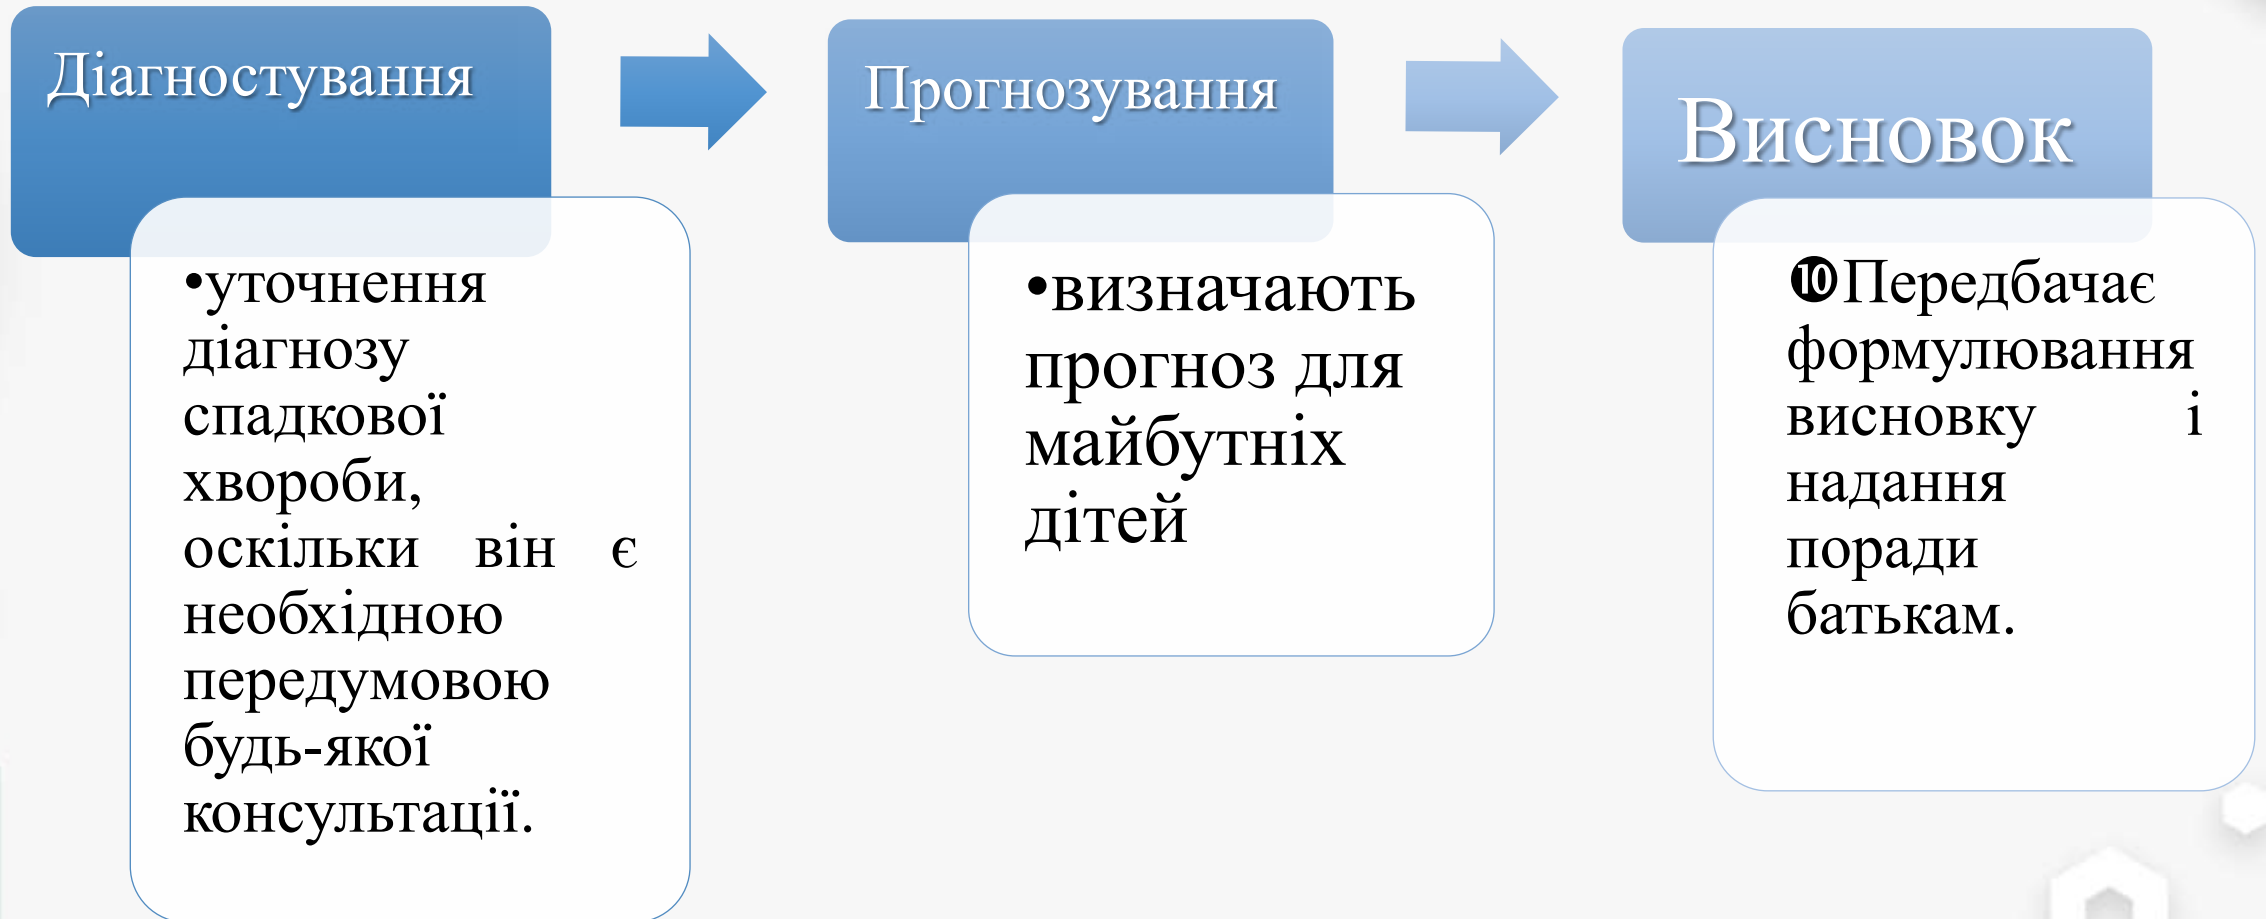 Діагностування
•уточнення
діагнозу
спадкової
хвороби,
оскільки він є
необхідною
передумовою
будь-якої
консультації.
Прогнозування
•визначають
прогноз для
майбутніх
дітей
Висновок
❿Передбачає
формулювання
висновку і
надання
поради
батькам.